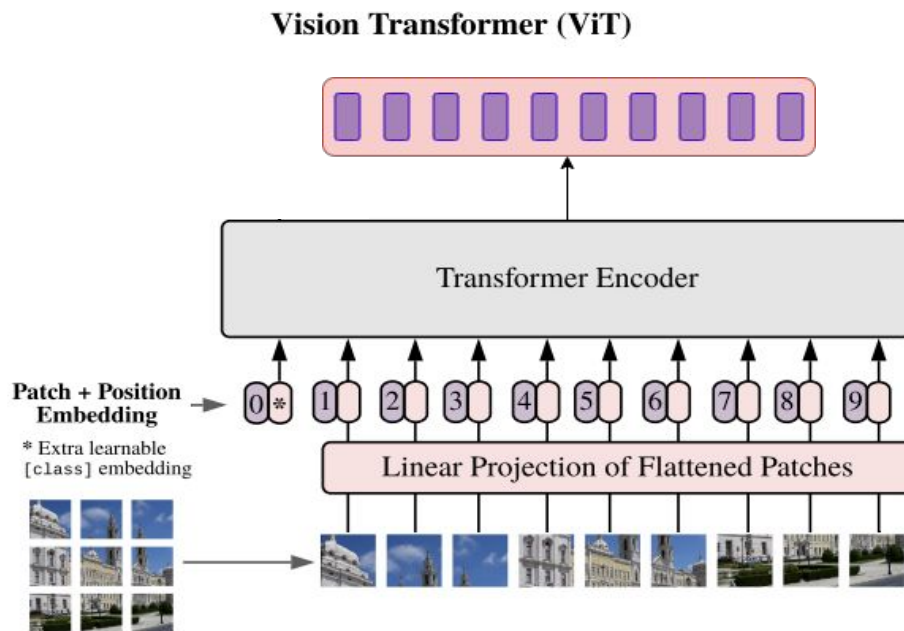 Vision Transformer (ViT)
Transformer Encoder
Patch + Position
Embedding
0 * 1 2 3 4 5 6 7 8 9
* Extra learnable
[class] embedding
Linear Projection of Flattened Patches